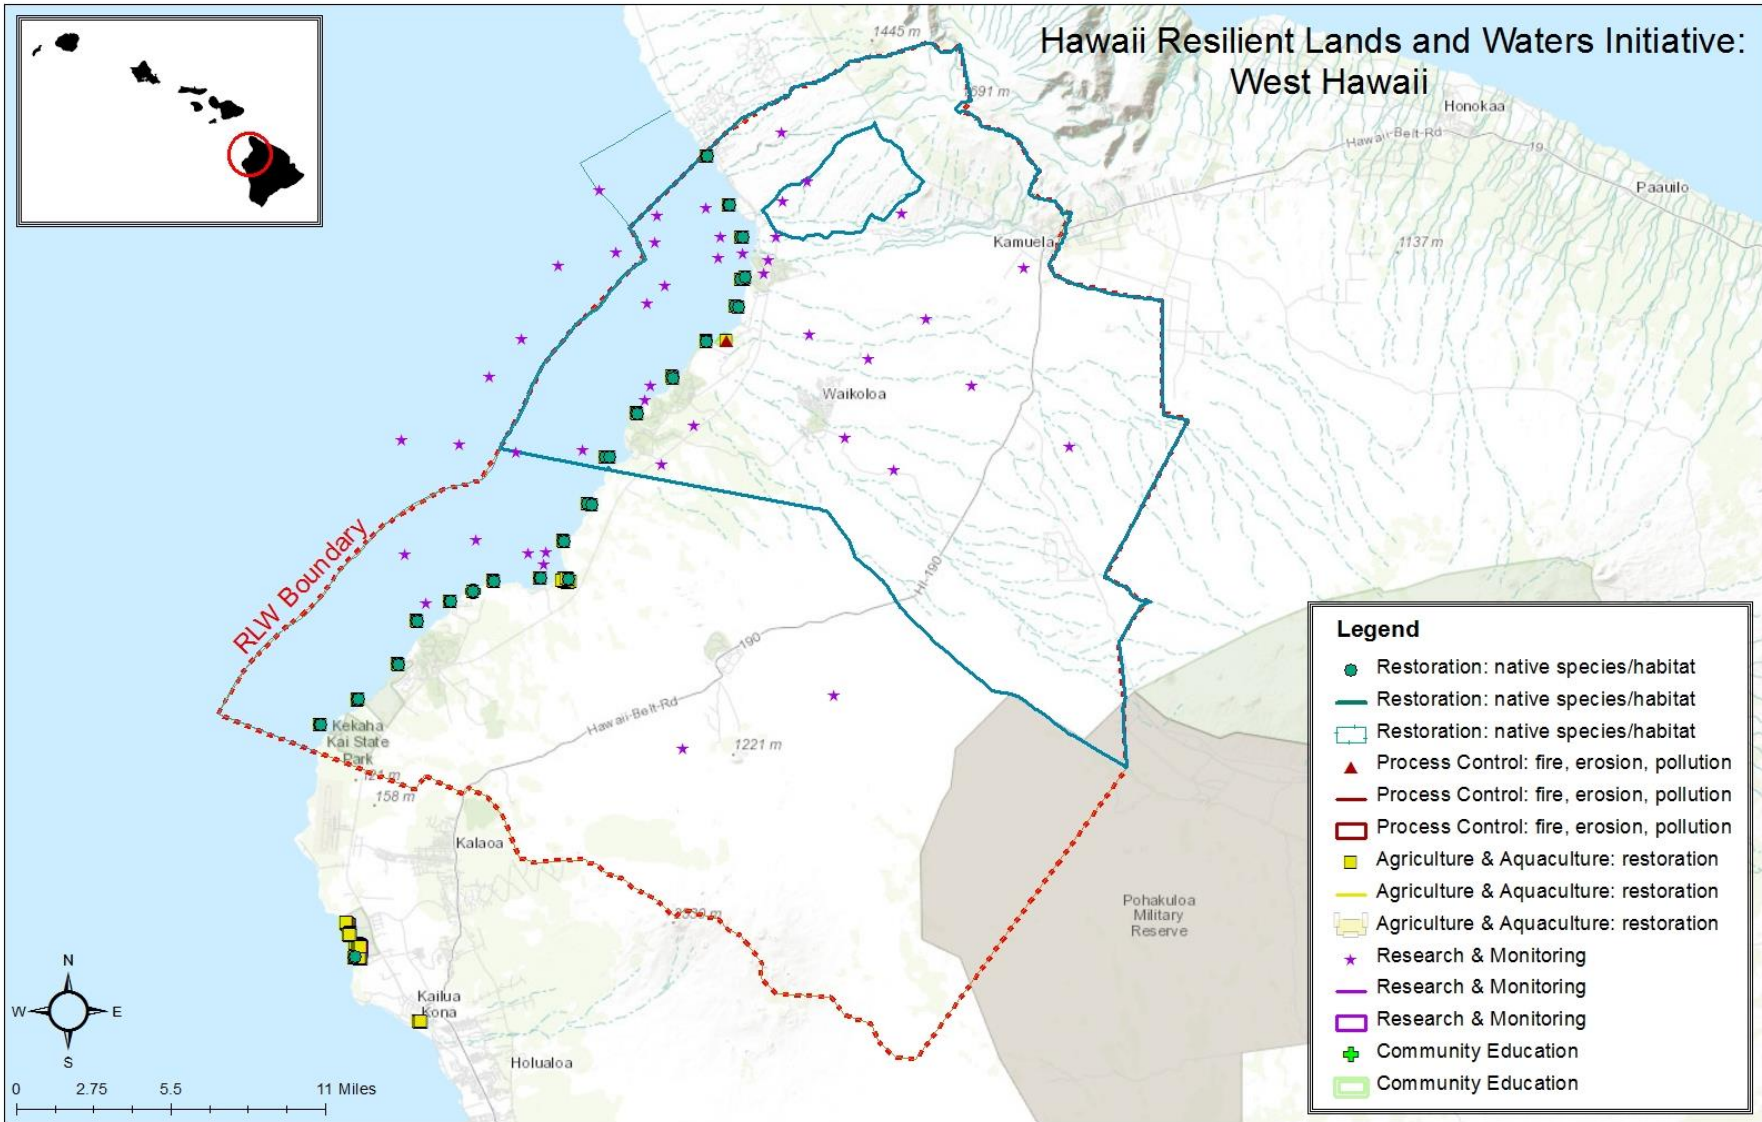 Hawaii Resilient Lands and Waters Initiative:
West Hawaii
1445 m
1691 m
Honokaa
Hawaii-Belt-Rd
19
Paauilo
Kamuela
1137 m
Waikoloa
RLW Boundary
HI-190
190
Hawaii-Belt-Rd
Kekaha
Kai State
Park
1221 m
121 m
158 m
Kalaoa
Pohakuloa
Military
Reserve
Kailua
Kona
Holualoa
N
W
E
S
0
2.75
5.5
11 Miles
Legend
Restoration: native species/habitat
Restoration: native species/habitat
Restoration: native species/habitat
Process Control: fire, erosion, pollution
Process Control: fire, erosion, pollution
Process Control: fire, erosion, pollution
Agriculture & Aquaculture: restoration
Agriculture & Aquaculture: restoration
Agriculture & Aquaculture: restoration
Research & Monitoring
Research & Monitoring
Research & Monitoring
Community Education
Community Education